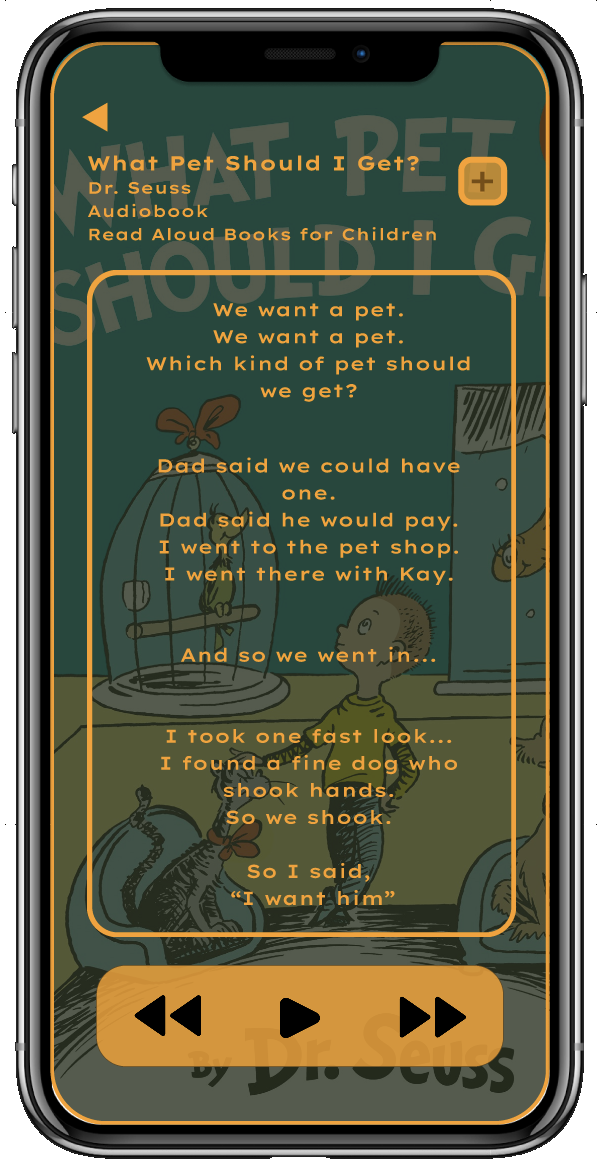 WHAT PET
What Pet Should I Get?
Dr. Seuss
Audiobook
Read Aloud Books for Children
SHOULD I G
We want a pet.
We want a pet.
Which kind of pet should
we get?
Dad said we could have
one.
Dad said he would pay.
I went to the pet shop.
I went there with Kay.
And so we went in...
I took one fast look...
I found a fine dog who
shook hands.
So we shook.
So I said,
“I want him”
By Dr. Seuss